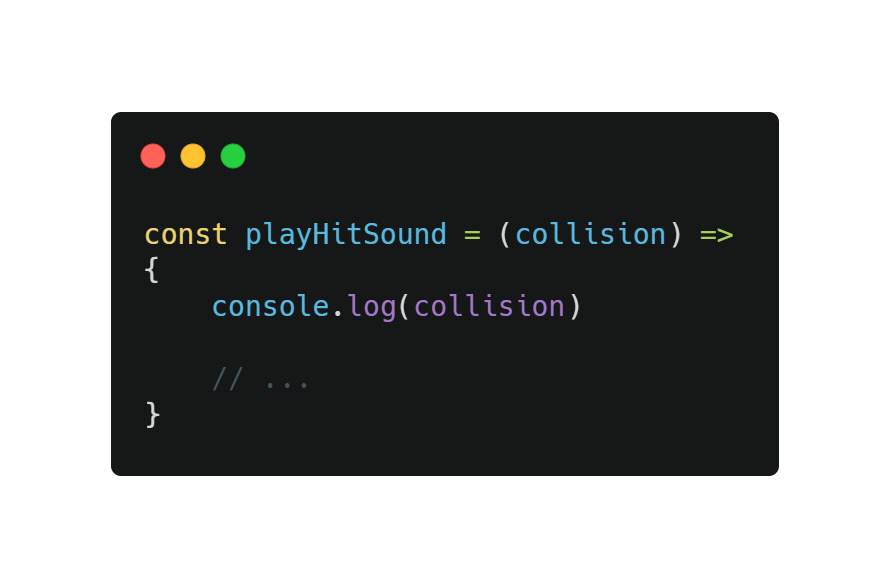 const playHitSound = (collision) =>
{
    console.log(collision)

    // ...
}